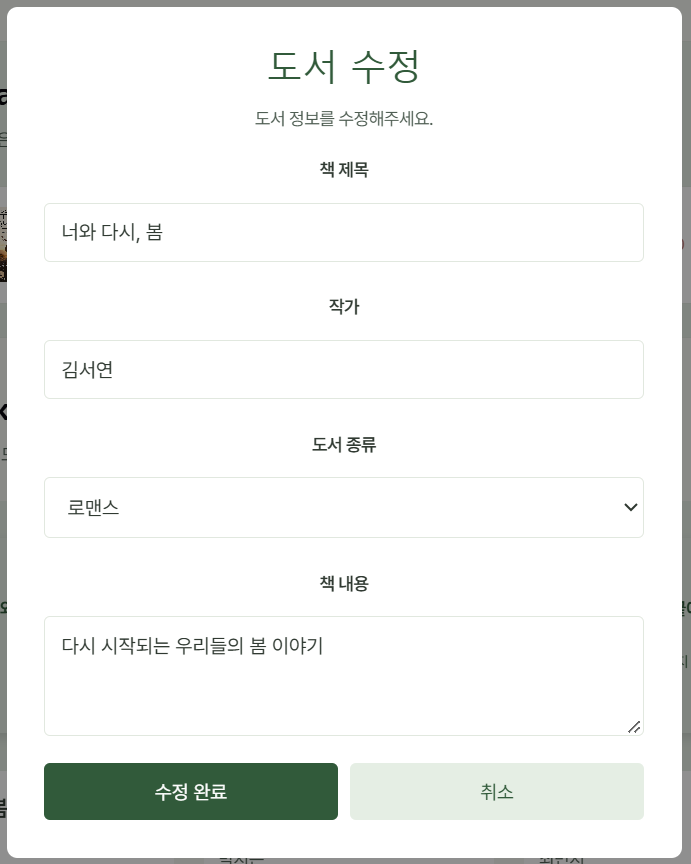 도서 수정
도서 정보를 수정해주세요.
책 제목
너와 다시, 봄
작가
김서연
도서 종류
로맨스
책 내용
다시 시작되는 우리들의 봄 이야기
수정 완료
취소